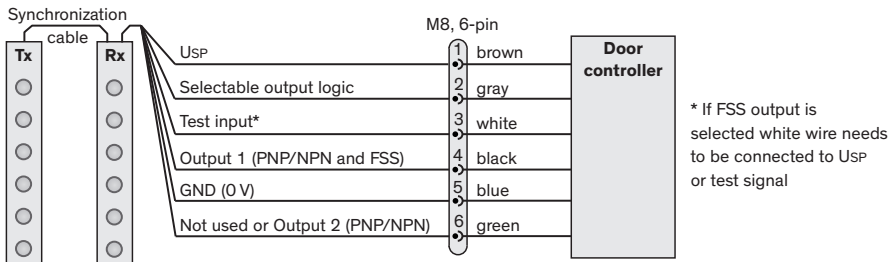 Synchronization
cable
M8, 6-pin
Tx
Rx
USP
1 brown
Selectable output logic
2 gray
Test input*
3 white
Output 1 (PNP/NPN and FSS)
4 black
GND (0 V)
5 blue
Not used or Output 2 (PNP/NPN)
6 green
Door
controller
* If FSS output is
selected white wire needs
to be connected to USP
or test signal